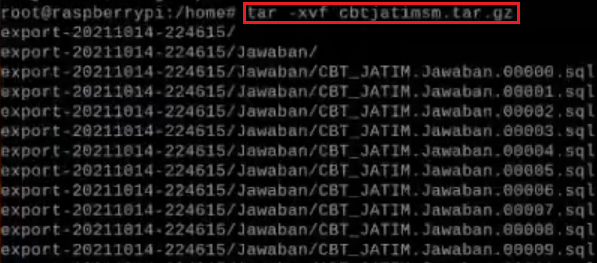 root@raspberrypi:/home# tar -xvf cbtjatimsm.tar.gz
export-20211014-224615/
export-20211014-224615/Jawaban/
export-20211014-224615/Jawaban/CBT_JATIM.Jawaban.00000.sql
export-20211014-224615/Jawaban/CBT_JATIM.Jawaban.00001.sql
export-20211014-224615/Jawaban/CBT_JATIM.Jawaban.00002.sql
export-20211014-224615/Jawaban/CBT_JATIM.Jawaban.00003.sql
export-20211014-224615/Jawaban/CBT_JATIM.Jawaban.00004.sql
export-20211014-224615/Jawaban/CBT_JATIM.Jawaban.00005.sql
export-20211014-224615/Jawaban/CBT_JATIM.Jawaban.00006.sql
export-20211014-224615/Jawaban/CBT_JATIM.Jawaban.00007.sql
export-20211014-224615/Jawaban/CBT_JATIM.Jawaban.00008.sql
export-20211014-224615/Jawaban/CBT_JATIM.Jawaban.00009.sql